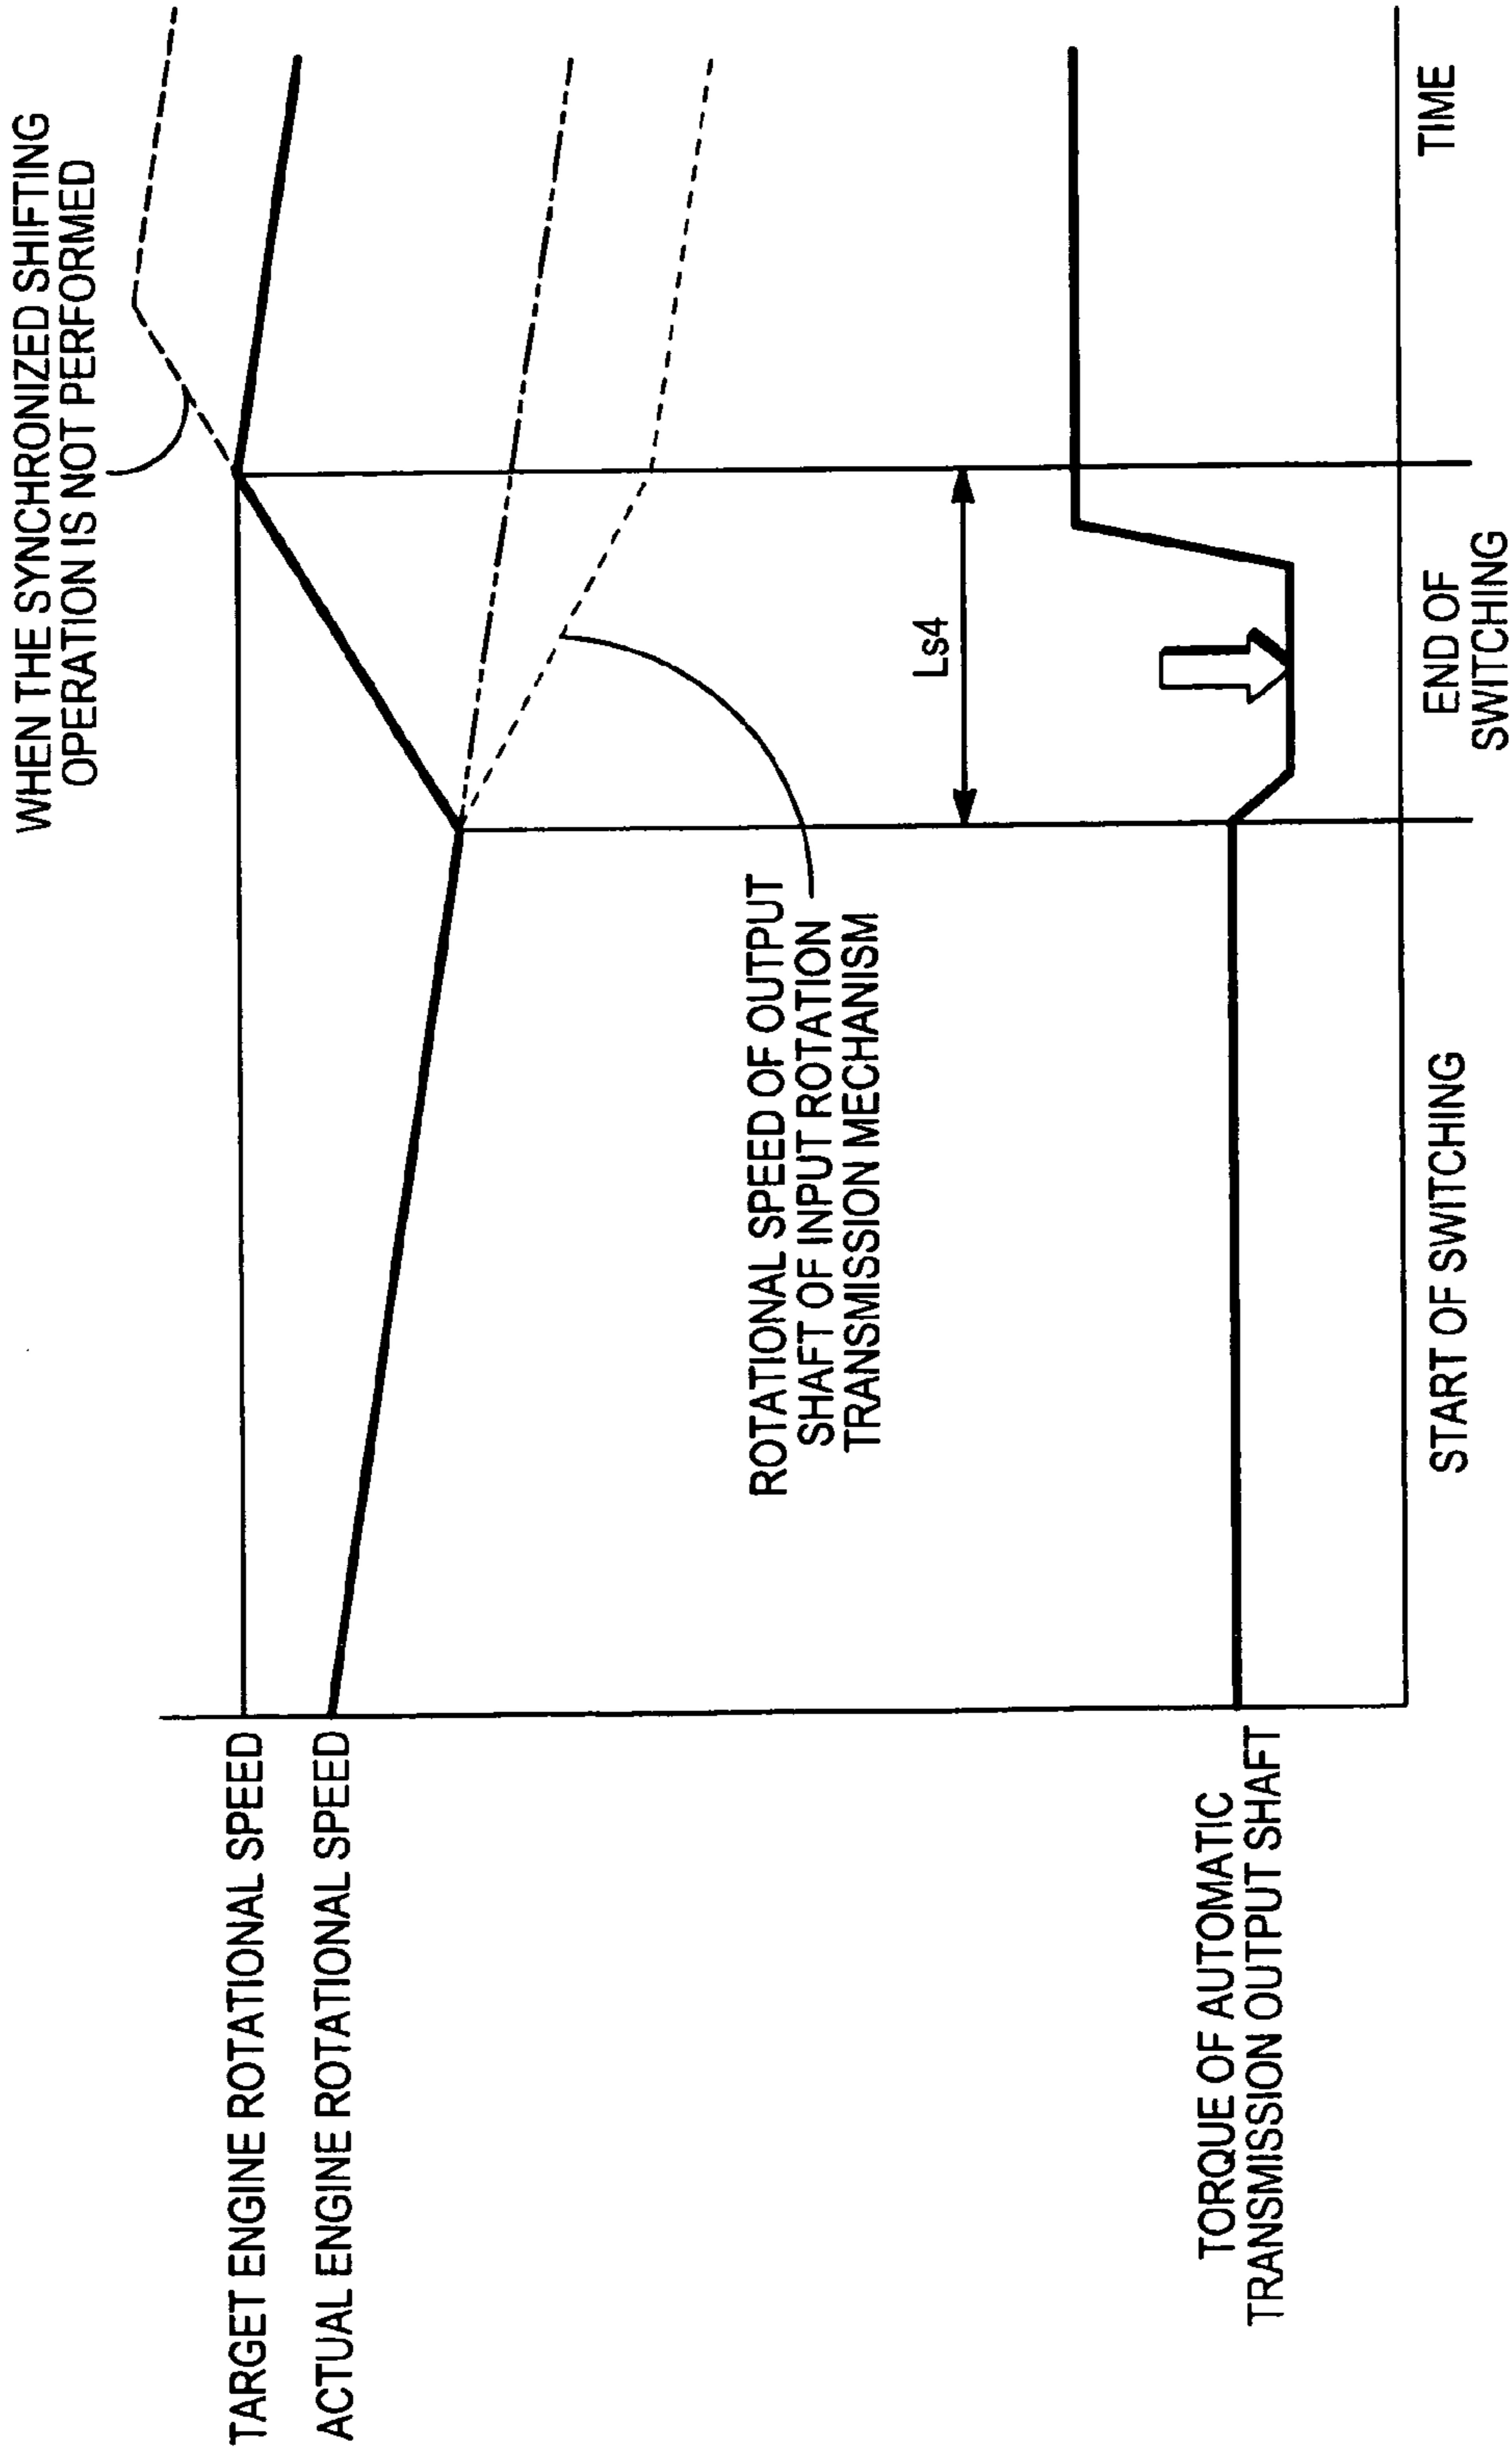 WHEN THE SYNCHRONIZED SHIFTING
OPERATION IS NOT PERFORMED
TARGET ENGINE ROTATIONAL SPEED
ACTUAL ENGINE ROTATIONAL SPEED
ROTATIONAL SPEED OF OUTPUT
SHAFT OF INPUT ROTATION
TRANSMISSION MECHANISM
Ls4
TORQUE OF AUTOMATIC
TRANSMISSION OUTPUT SHAFT
START OF SWITCHING
END OF
SWITCHING
TIME